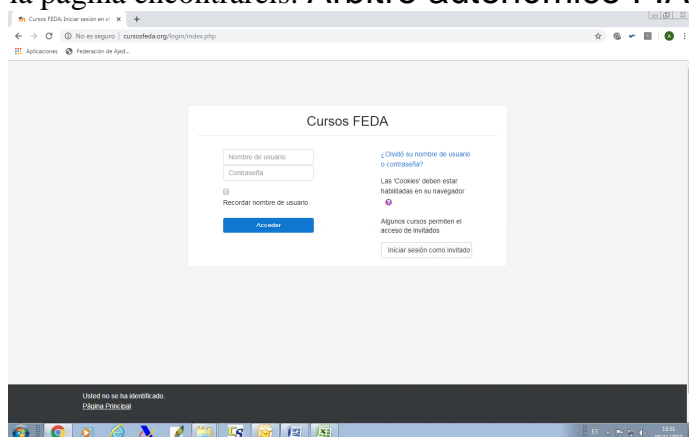 la página encontraréis: Árbitro autonómico
Cursos FEDA: Iniciar sesión en el
No es seguro | cursosfeda.org/login/index.php
Aplicaciones Federación de Ajed...
Cursos FEDA
Nombre de usuario
Contraseña
Recordar nombre de usuario
Acceder
¿Olvidó su nombre de usuario
o contraseña?
Las 'Cookies' deben estar
habilitadas en su navegador
Algunos cursos permiten el
acceso de invitados
Iniciar sesión como invitado
Usted no se ha identificado.
Página Principal
ES
19:51